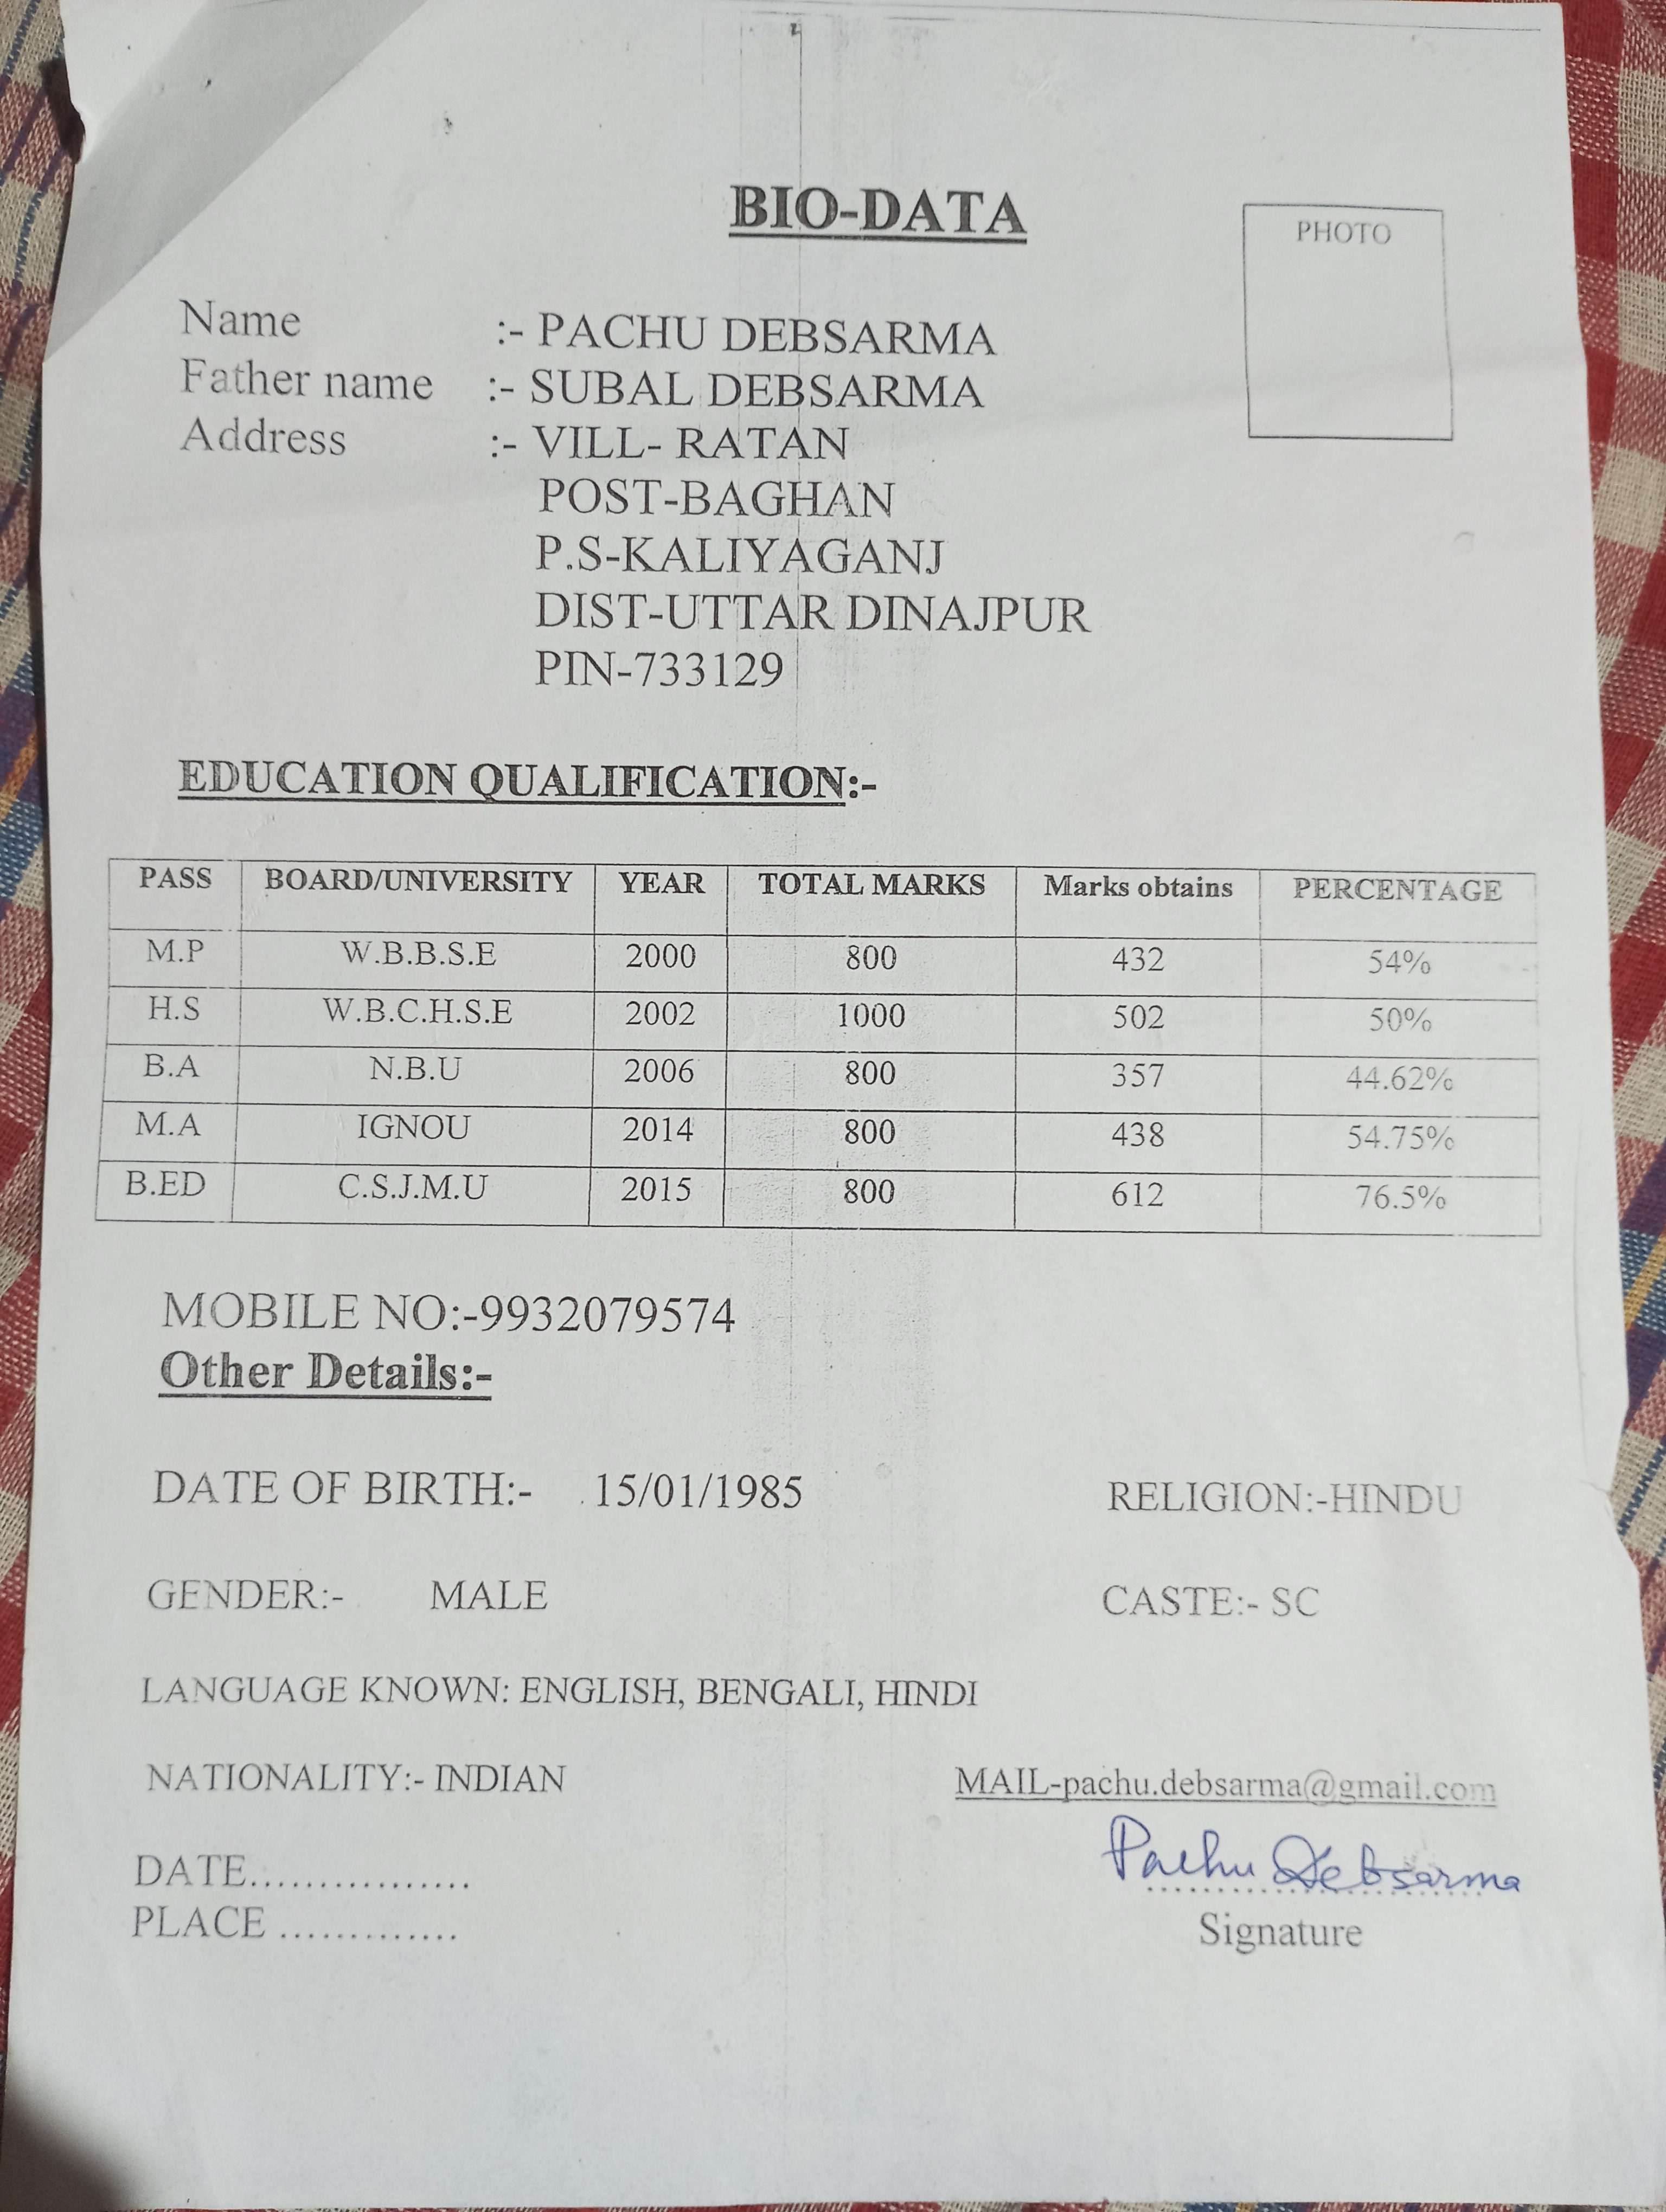 BIO-DATA
PHOTO
Name :- PACHU DEBSARMA
Father name :- SUBAL DEBSARMA
Address :- VILL- RATAN
POST-BAGHAN
P.S-KALIYAGANJ
DIST-UTTAR DINAJPUR
PIN-733129
EDUCATION QUALIFICATION:-
PASS BOARD/UNIVERSITY YEAR TOTAL MARKS Marks obtains PERCENTAGE
M.P W.B.B.S.E 2000 800 432 54%
H.S W.B.C.H.S.E 2002 1000 502 50%
B.A N.B.U 2006 800 357 44.62%
M.A IGNOU 2014 800 438 54.75%
B.ED C.S.J.M.U 2015 800 612 76.5%
MOBILE NO:-9932079574
Other Details:-
DATE OF BIRTH:- 15/01/1985 RELIGION:-HINDU
GENDER:- MALE CASTE:- SC
LANGUAGE KNOWN: ENGLISH, BENGALI, HINDI
NATIONALITY:- INDIAN MAIL-pachu.debsarma@gmail.com
Pachu Debsarma
DATE.................
PLACE .............
Signature